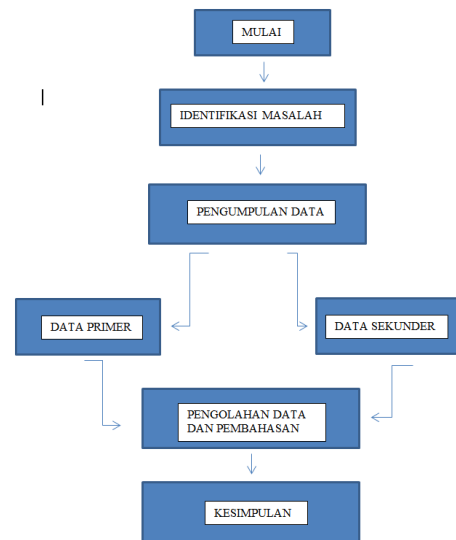 MULAI
IDENTIFIKASI MASALAH
PENGUMPULAN DATA
DATA PRIMER
DATA SEKUNDER
PENGOLAHAN DATA
DAN PEMBAHASAN
KESIMPULAN